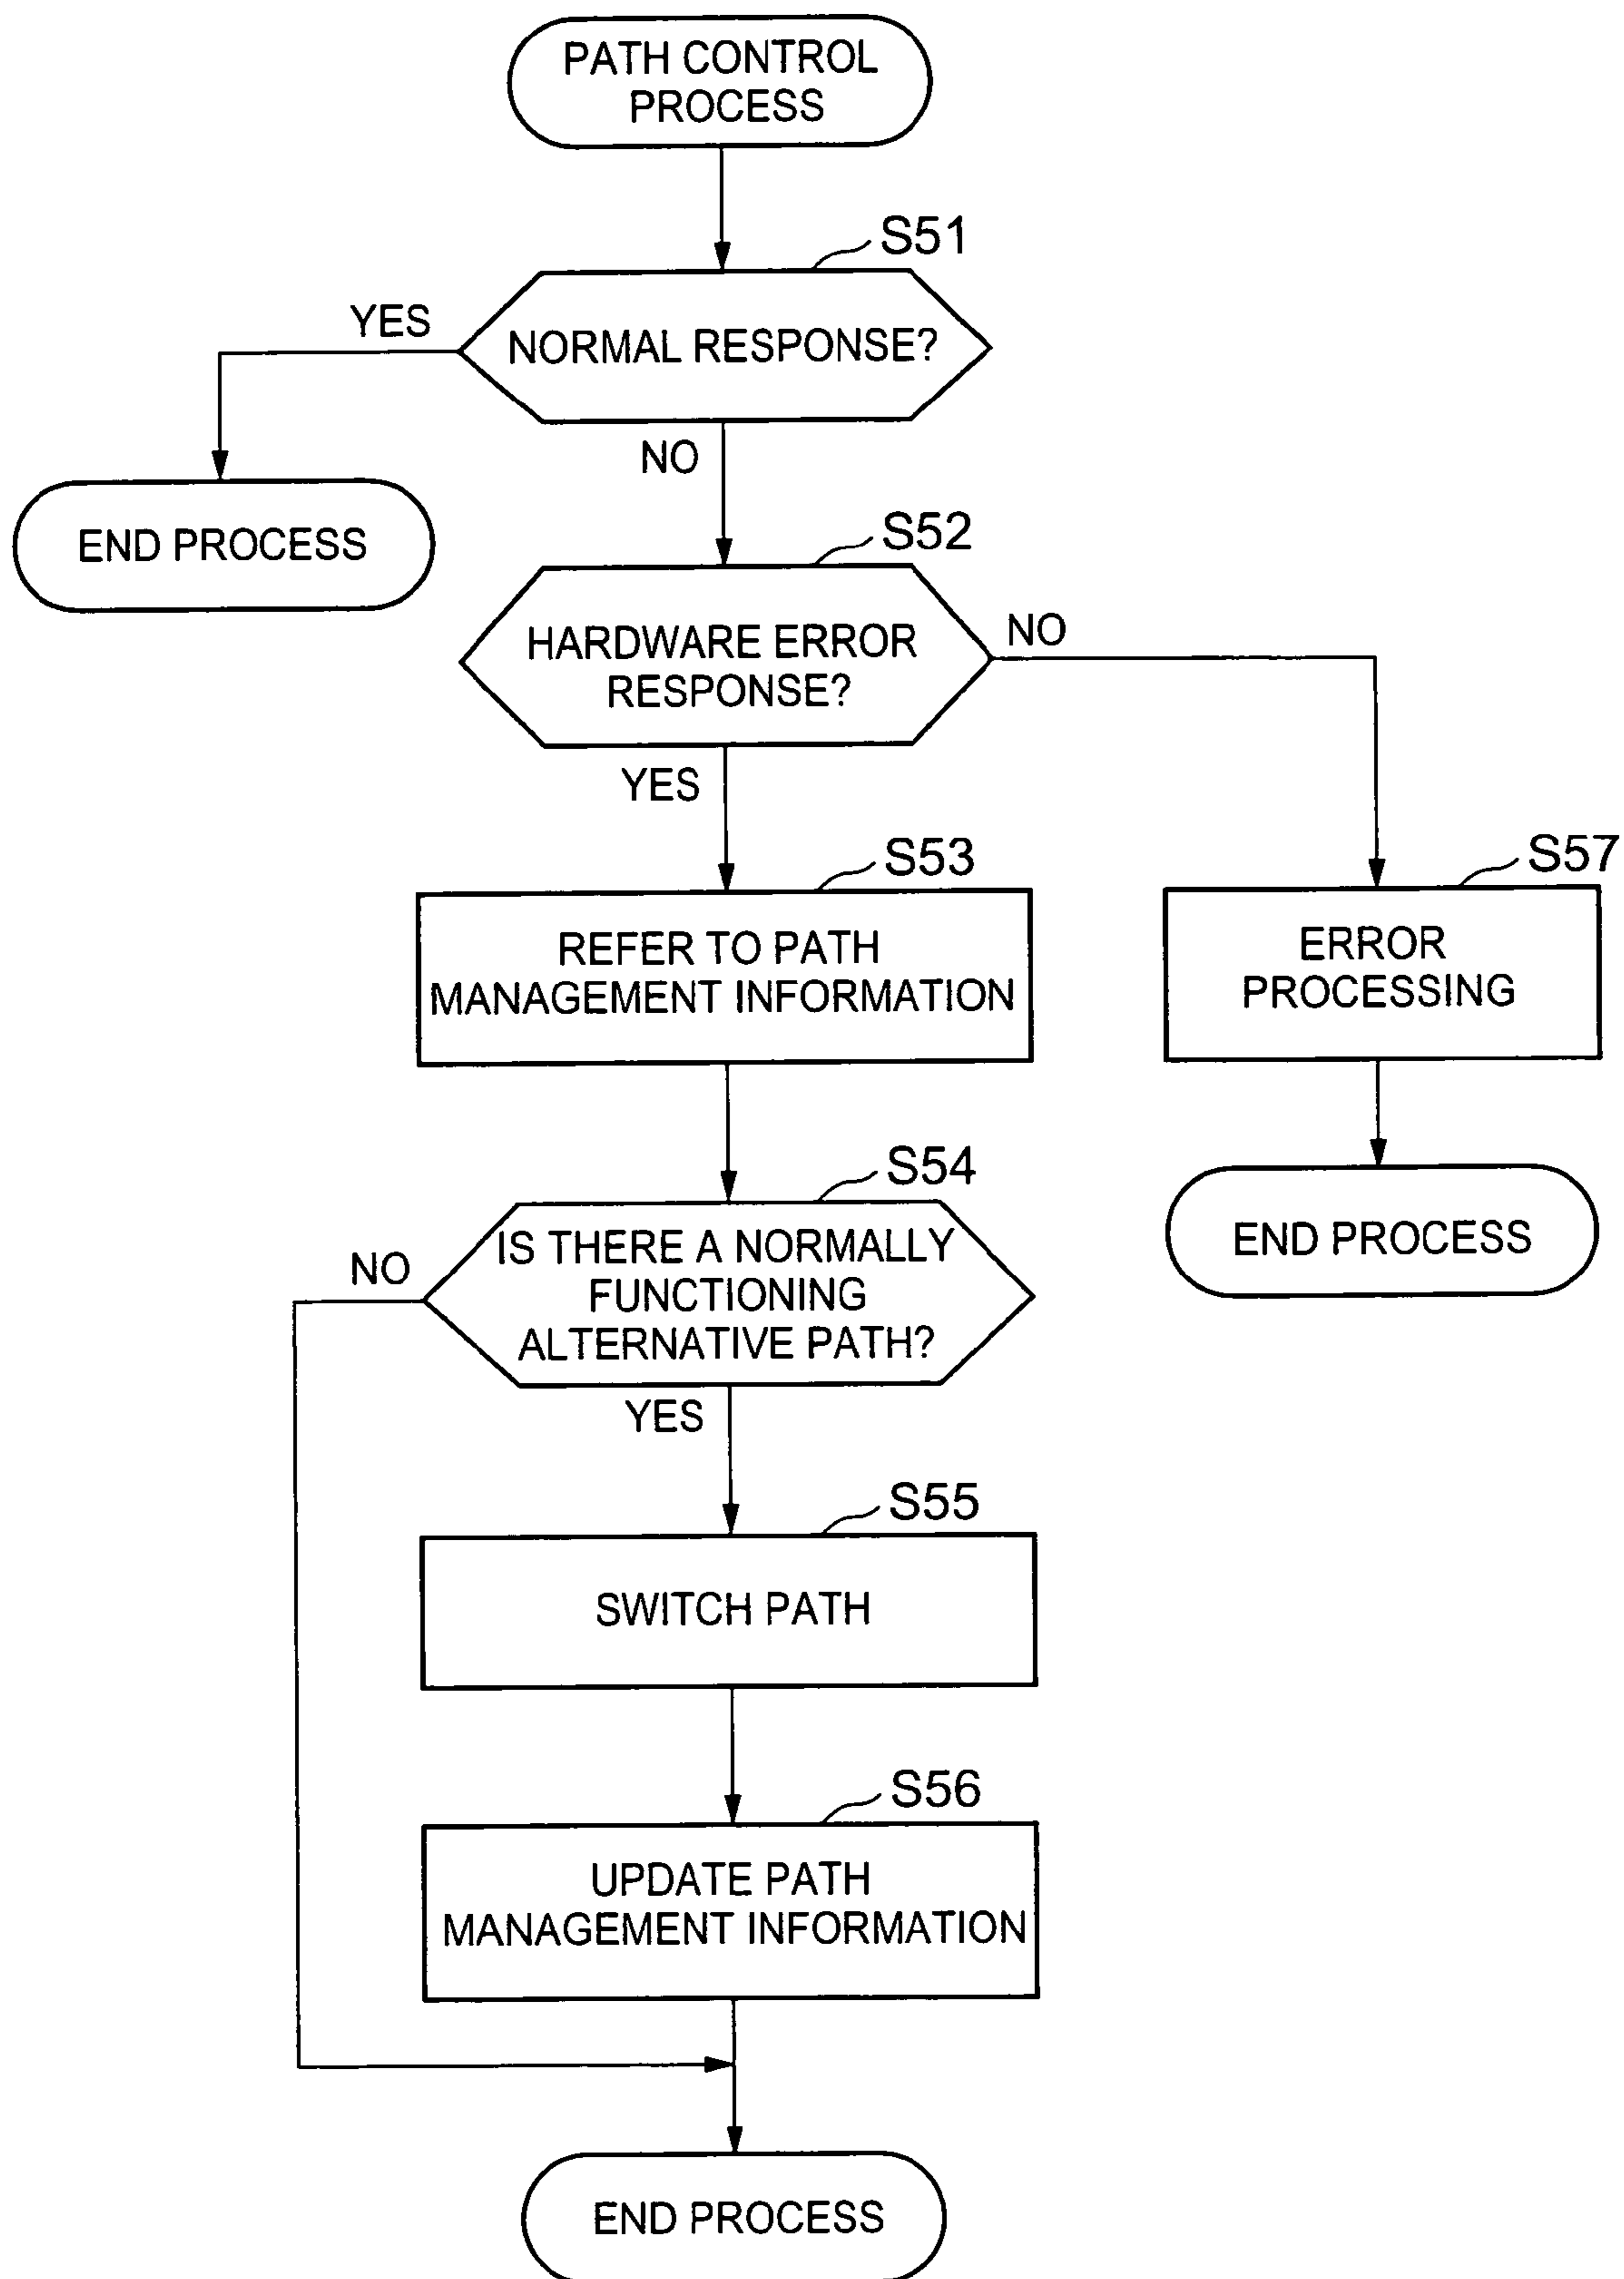 PATH CONTROL
PROCESS
S51
YES
NORMAL RESPONSE?
NO
END PROCESS
S52
HARDWARE ERROR
RESPONSE?
NO
YES
S53
REFER TO PATH
MANAGEMENT INFORMATION
S57
ERROR
PROCESSING
S54
IS THERE A NORMALLY
FUNCTIONING
ALTERNATIVE PATH?
NO
END PROCESS
YES
S55
SWITCH PATH
S56
UPDATE PATH
MANAGEMENT INFORMATION
END PROCESS